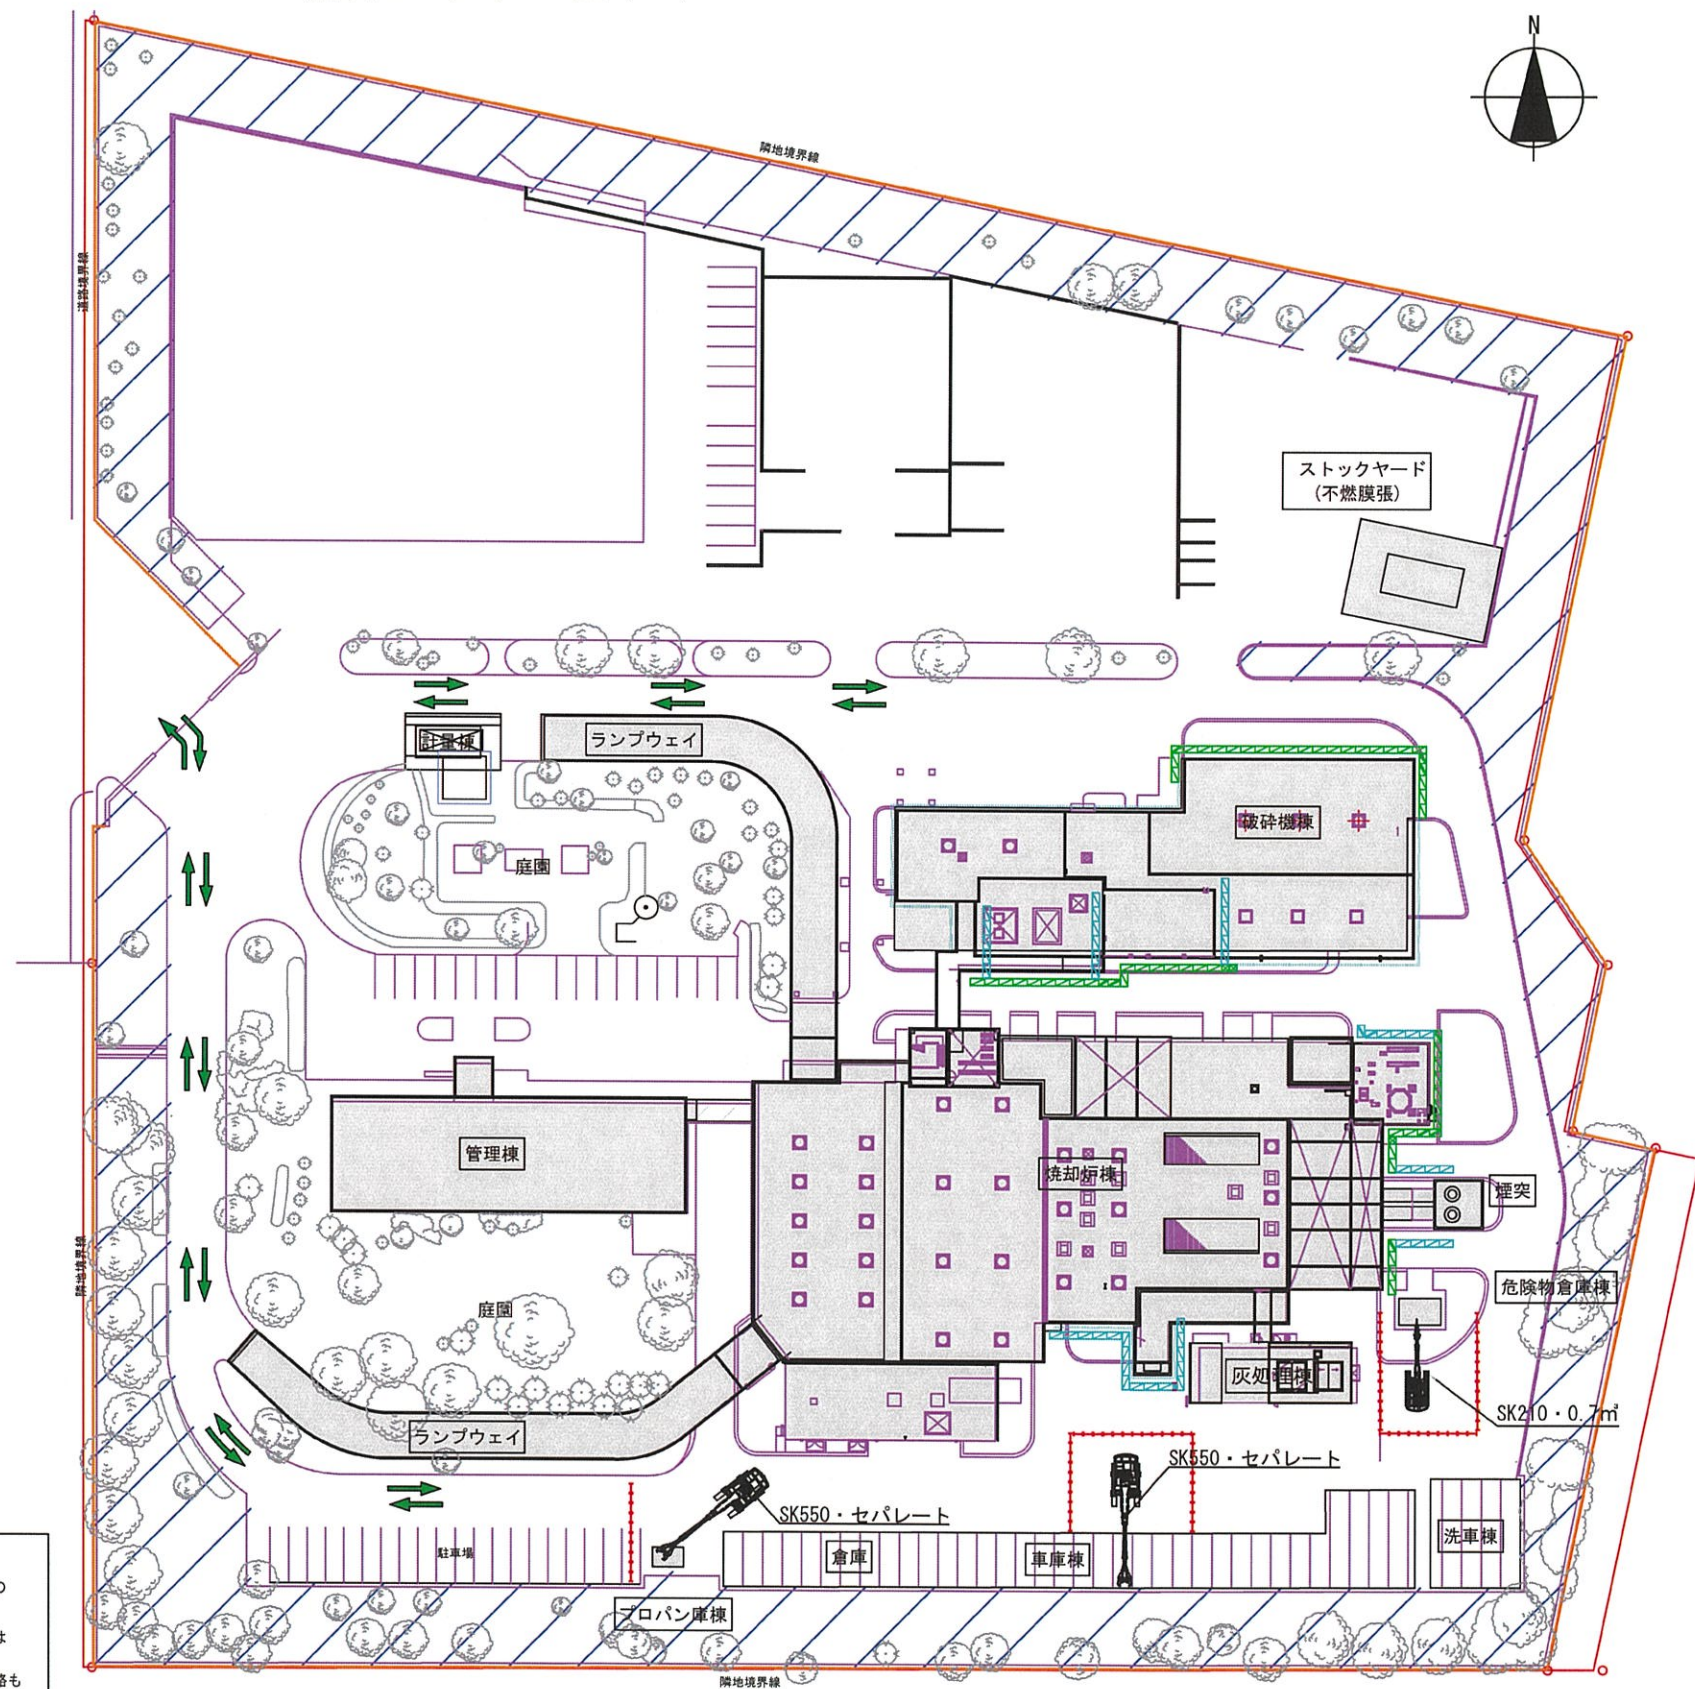 N
隣地境界線
道路境界線
ストックヤード
(不燃膜張)
計量棟
ランプウェイ
破砕機棟
庭園
管理棟
焼却炉棟
煙突
隣地境界線
危険物倉庫棟
庭園
灰処理棟
SK210・0.7㎥
ランプウェイ
SK550・セパレート
SK550・セパレート
駐車場
倉庫
車庫棟
洗車棟
プロパン庫棟
の
は
路も
隣地境界線